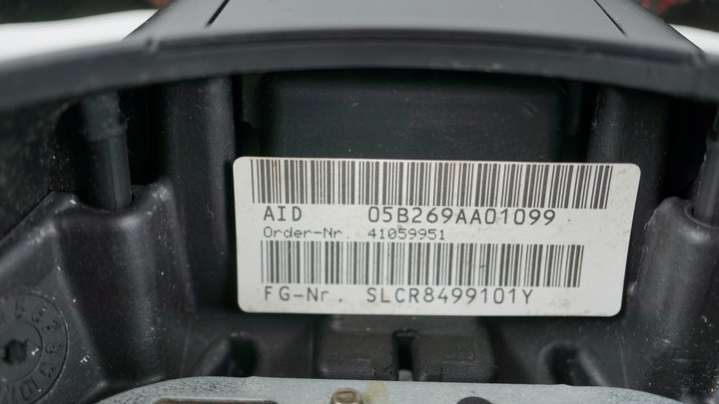 AID 05B269AA01099
Order-Nr. 41059951
FG-Nr. SLCR8499101Y